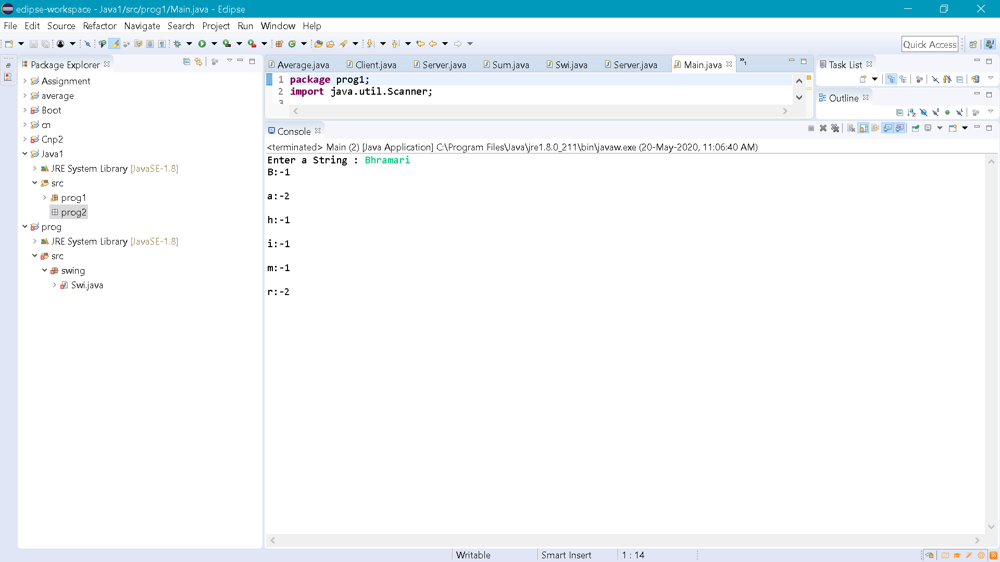 eclipse-workspace - Java1/src/prog1/Main.java - Eclipse
File Edit Source Refactor Navigate Search Project Run Window Help
Quick Access
Package Explorer
Assignment
average
Boot
cn
Cnp2
Java1
JRE System Library [JavaSE-1.8]
src
prog1
prog2
prog
JRE System Library [JavaSE-1.8]
src
swing
Swi.java
Average.java Client.java Server.java Sum.java Swi.java Server.java Main.java »1
1 package prog1;
2 import java.util.Scanner;
3
Console
<terminated> Main (2) [Java Application] C:\Program Files\Java\jre1.8.0_211\bin\javaw.exe (20-May-2020, 11:06:40 AM)
Enter a String : Bhramari
B:-1
a:-2
h:-1
i:-1
m:-1
r:-2
Task List
Outline
Writable Smart Insert 1 : 14